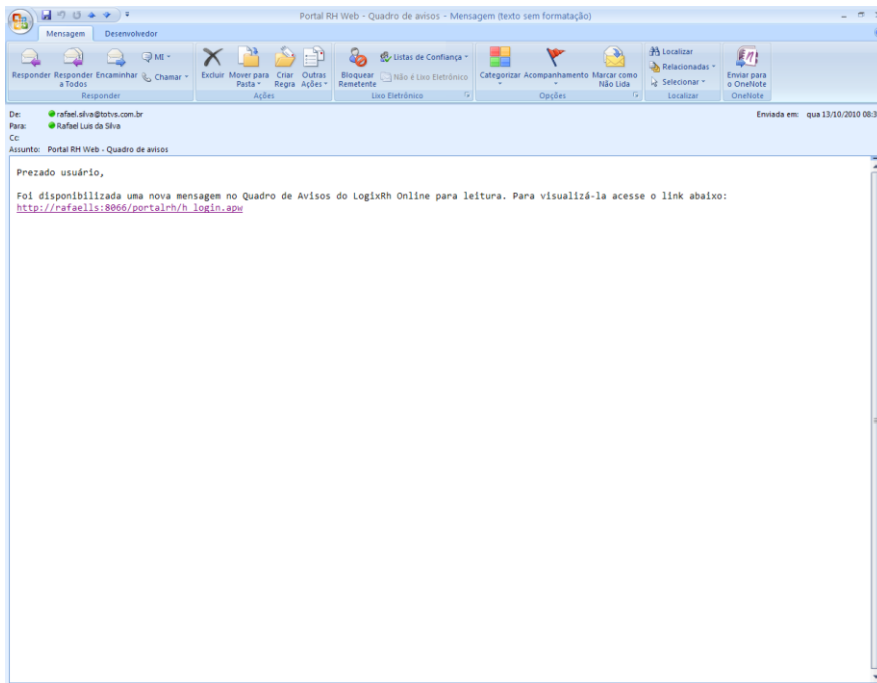 Portal RH Web - Quadro de avisos - Mensagem (texto sem formatação)
Mensagem Desenvolvedor
Responder
Responder a Todos
Encaminhar
MI
Chamar
Responder
Excluir
Mover para Pasta
Criar Regra
Outras Ações
Ações
Bloquear Remetente
Listas de Confiança
Não é Lixo Eletrônico
Lixo Eletrônico
Categorizar
Acompanhamento
Marcar como Não Lida
Opções
Localizar
Relacionadas
Selecionar
Localizar
Enviar para o OneNote
OneNote
De: rafael.silva@totvs.com.br
Enviada em: qua 13/10/2010 08:3
Para: Rafael Luis da Silva
Cc:
Assunto: Portal RH Web - Quadro de avisos
Prezado usuário,
Foi disponibilizada uma nova mensagem no Quadro de Avisos do LogixRh Online para leitura. Para visualizá-la acesse o link abaixo:
http://rafaells:8066/portalrh/h_login.apw